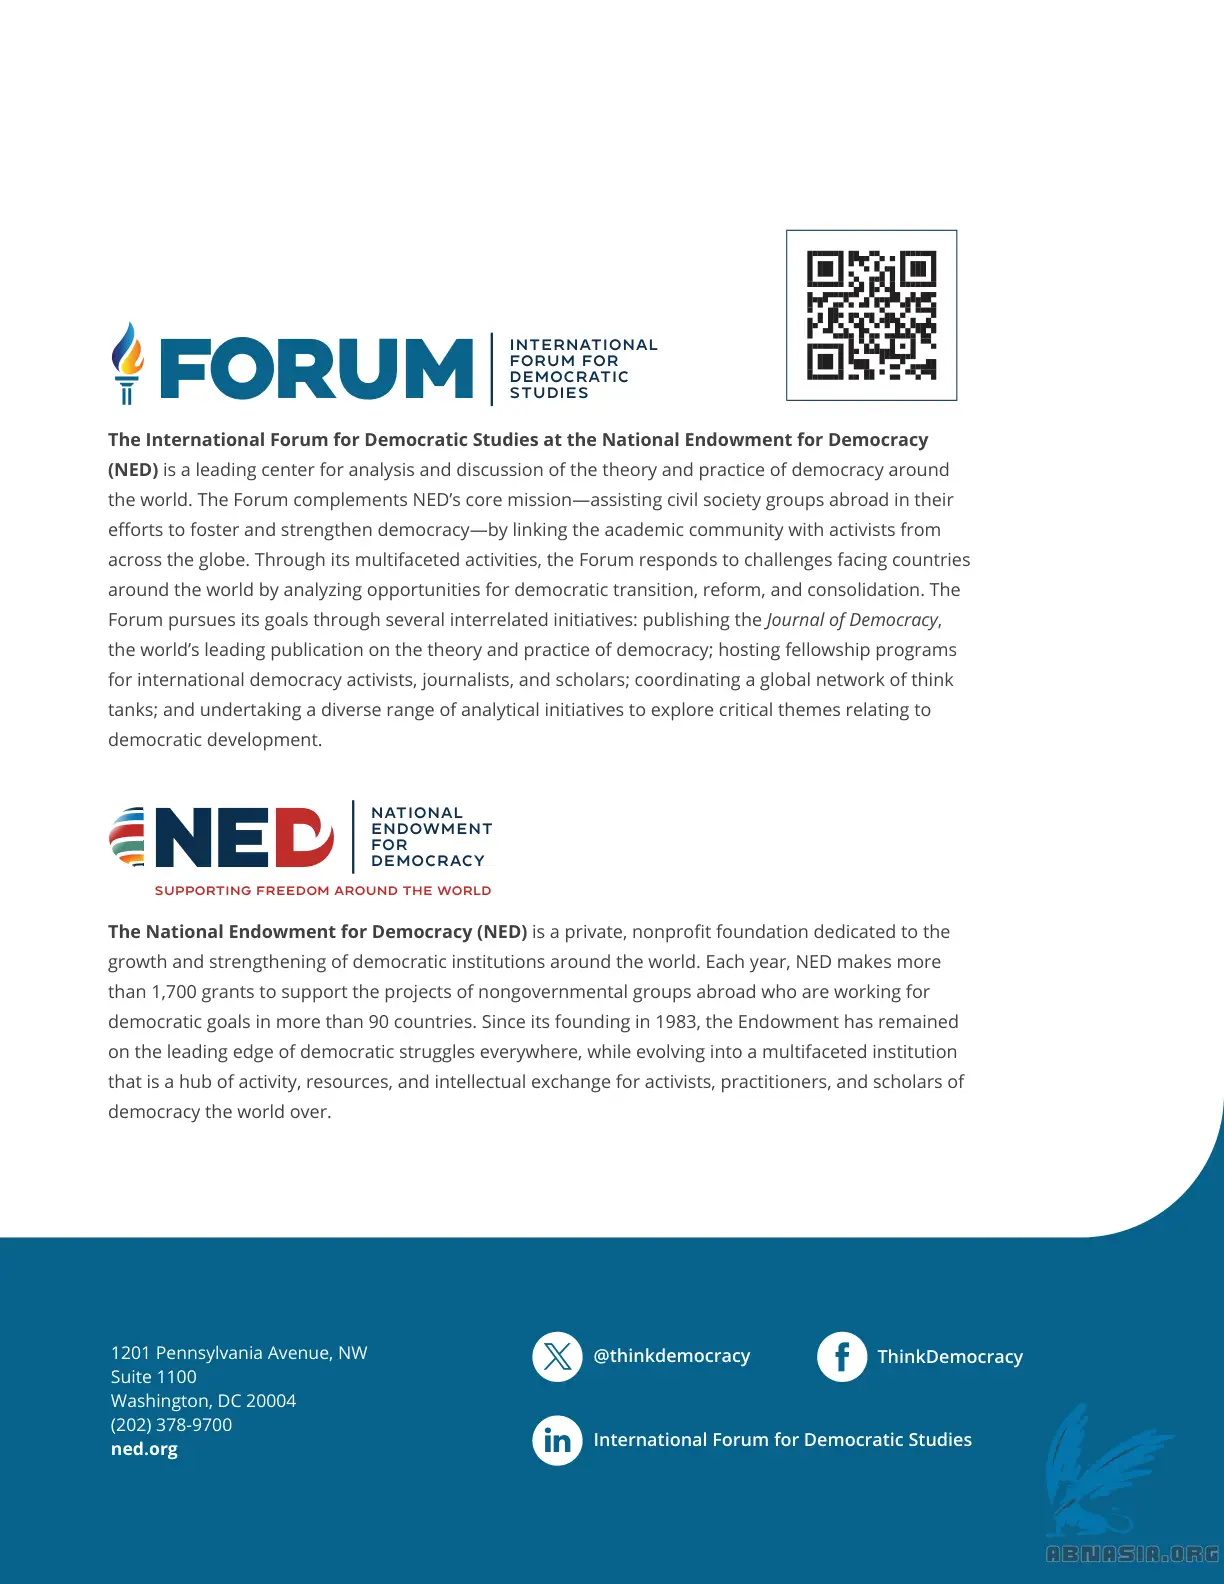 FORUM
INTERNATIONAL
FORUM FOR
DEMOCRATIC
STUDIES
The International Forum for Democratic Studies at the National Endowment for Democracy
(NED) is a leading center for analysis and discussion of the theory and practice of democracy around
the world. The Forum complements NED’s core mission—assisting civil society groups abroad in their
efforts to foster and strengthen democracy—by linking the academic community with activists from
across the globe. Through its multifaceted activities, the Forum responds to challenges facing countries
around the world by analyzing opportunities for democratic transition, reform, and consolidation. The
Forum pursues its goals through several interrelated initiatives: publishing the Journal of Democracy,
the world’s leading publication on the theory and practice of democracy; hosting fellowship programs
for international democracy activists, journalists, and scholars; coordinating a global network of think
tanks; and undertaking a diverse range of analytical initiatives to explore critical themes relating to
democratic development.
NED
NATIONAL
ENDOWMENT
FOR
DEMOCRACY
SUPPORTING FREEDOM AROUND THE WORLD
The National Endowment for Democracy (NED) is a private, nonprofit foundation dedicated to the
growth and strengthening of democratic institutions around the world. Each year, NED makes more
than 1,700 grants to support the projects of nongovernmental groups abroad who are working for
democratic goals in more than 90 countries. Since its founding in 1983, the Endowment has remained
on the leading edge of democratic struggles everywhere, while evolving into a multifaceted institution
that is a hub of activity, resources, and intellectual exchange for activists, practitioners, and scholars of
democracy the world over.
1201 Pennsylvania Avenue, NW
Suite 1100
Washington, DC 20004
(202) 378-9700
ned.org
@thinkdemocracy
ThinkDemocracy
International Forum for Democratic Studies
ABNASIA.ORG